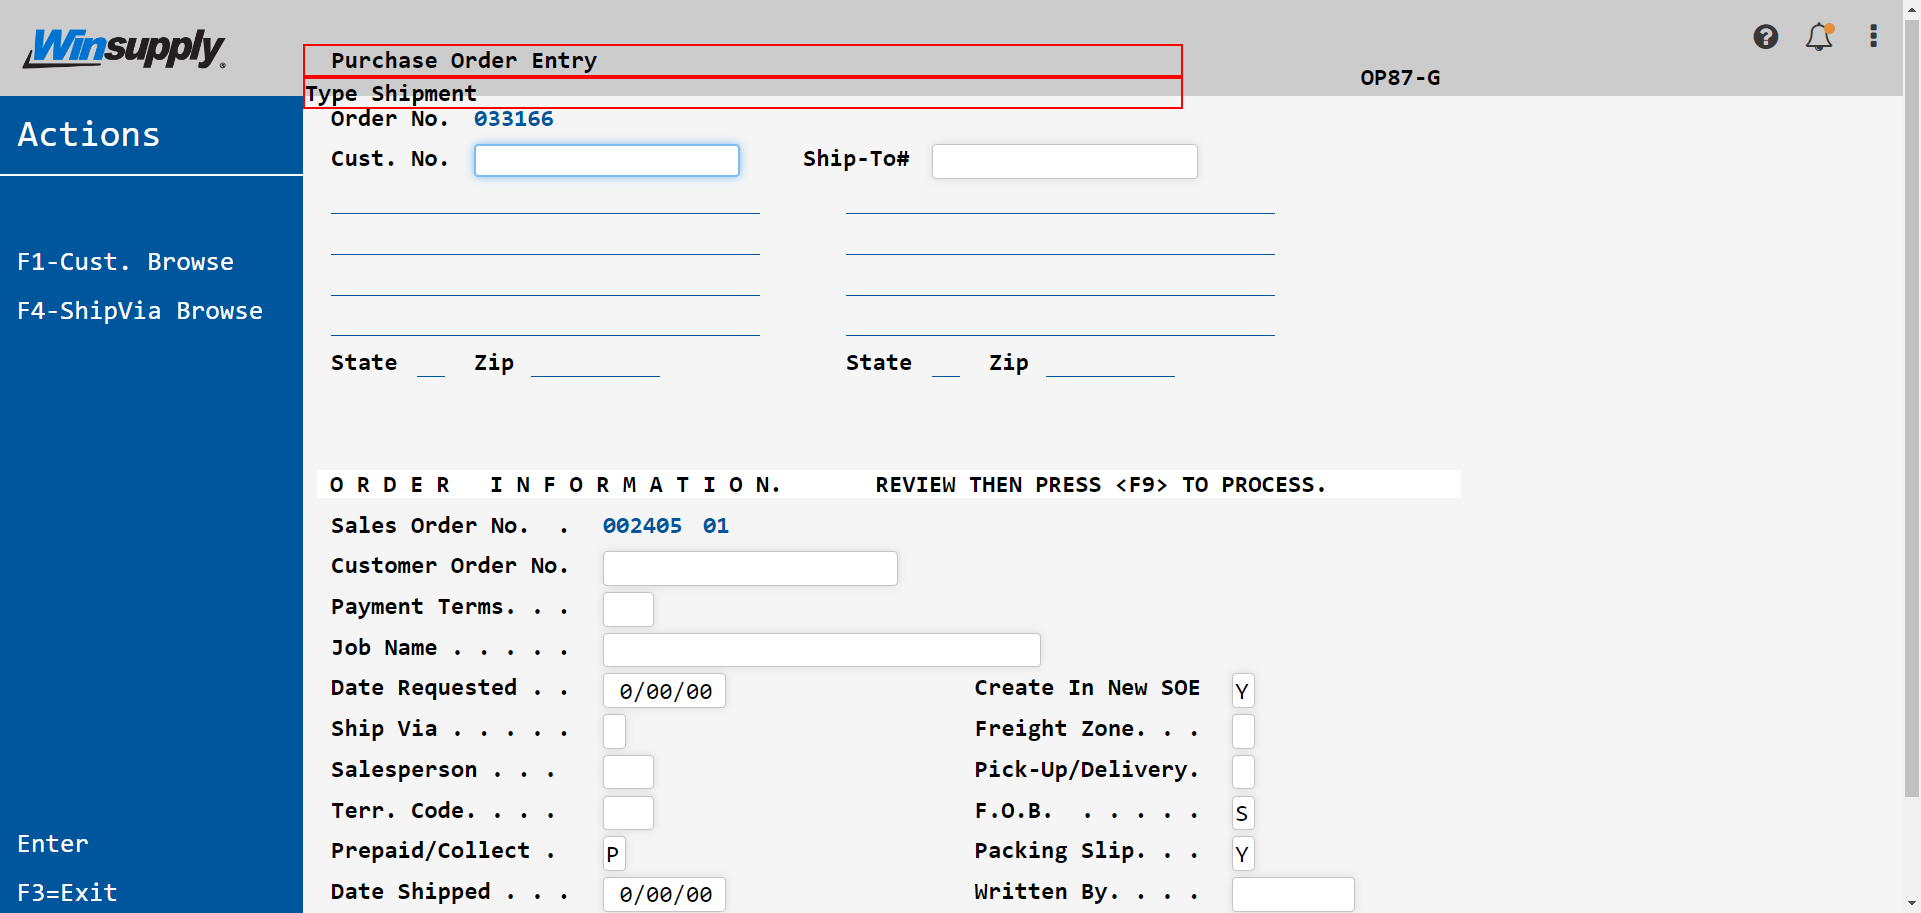 Winsupply®
Purchase Order Entry
OP87-G
Type Shipment
Actions
Order No. 033166
Cust. No. Ship-To#
F1-Cust. Browse
F4-ShipVia Browse
State Zip State Zip
O R D E R I N F O R M A T I O N. REVIEW THEN PRESS <F9> TO PROCESS.
Sales Order No. . 002405 01
Customer Order No.
Payment Terms. . .
Job Name . . . . .
Date Requested . . 0/00/00 Create In New SOE Y
Ship Via . . . . . Freight Zone. . .
Salesperson . . . Pick-Up/Delivery.
Terr. Code. . . . F.O.B. . . . . . S
Prepaid/Collect . P Packing Slip. . . Y
Date Shipped . . . 0/00/00 Written By. . . .
Enter
F3=Exit